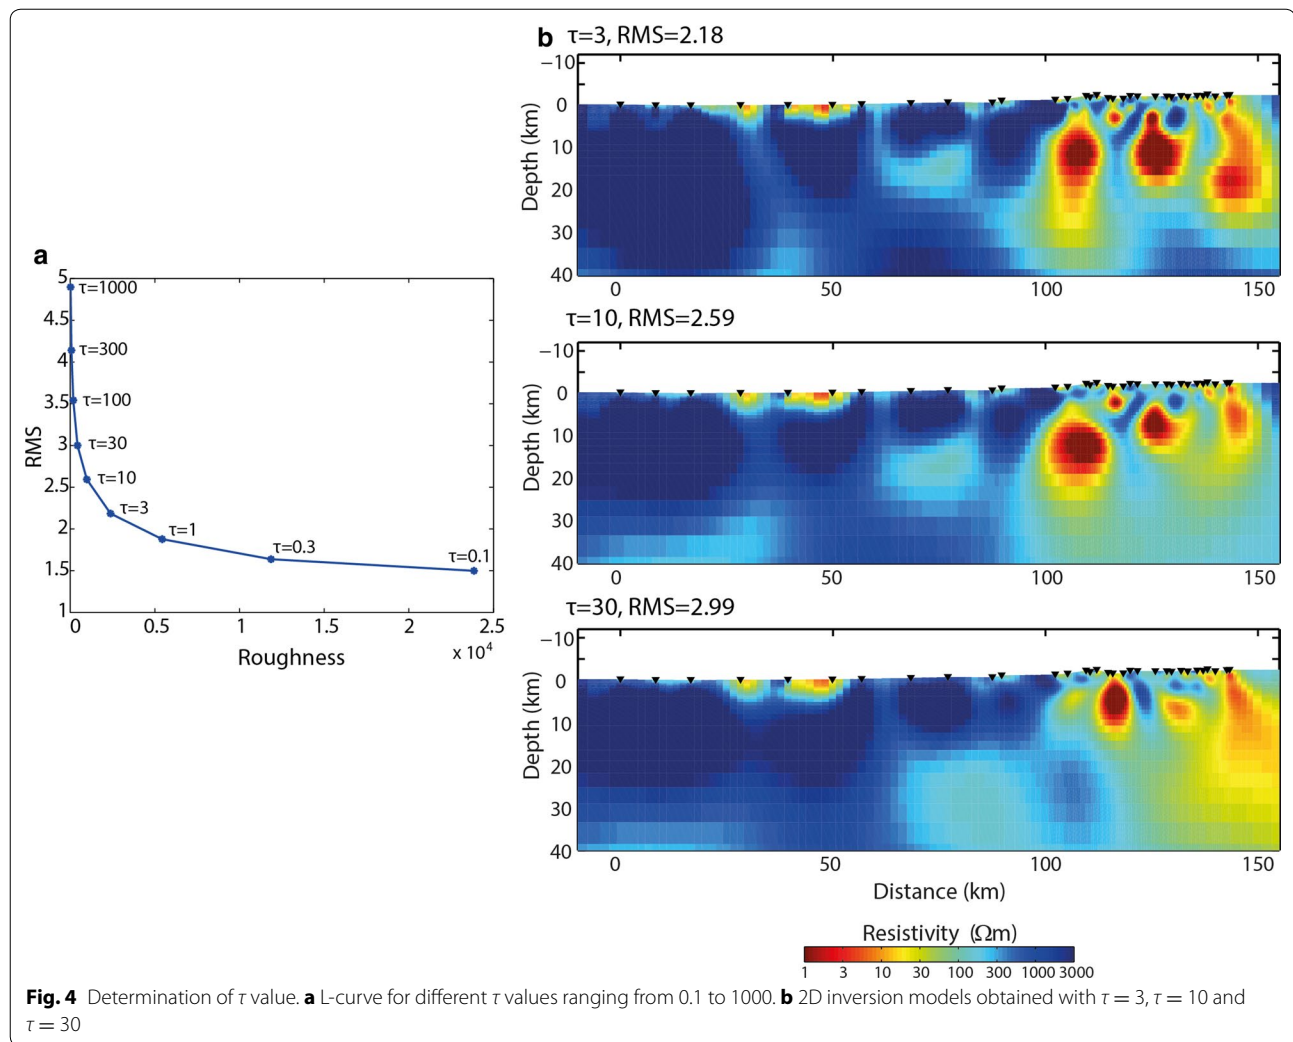 a
5
4.5
4
3.5
3
2.5
2
1.5
1
RMS
τ=1000
τ=300
τ=100
τ=30
τ=10
τ=3
τ=1
τ=0.3
τ=0.1
0 0.5 1 1.5 2 2.5
x 10⁴
Roughness
b τ=3, RMS=2.18
−10
0
10
20
30
40
Depth (km)
0 50 100 150
τ=10, RMS=2.59
−10
0
10
20
30
40
Depth (km)
0 50 100 150
τ=30, RMS=2.99
−10
0
10
20
30
40
Depth (km)
0 50 100 150
Distance (km)
Resistivity (Ωm)
1 3 10 30 100 300 1000 3000
Fig. 4 Determination of τ value. a L-curve for different τ values ranging from 0.1 to 1000. b 2D inversion models obtained with τ = 3, τ = 10 and
τ = 30